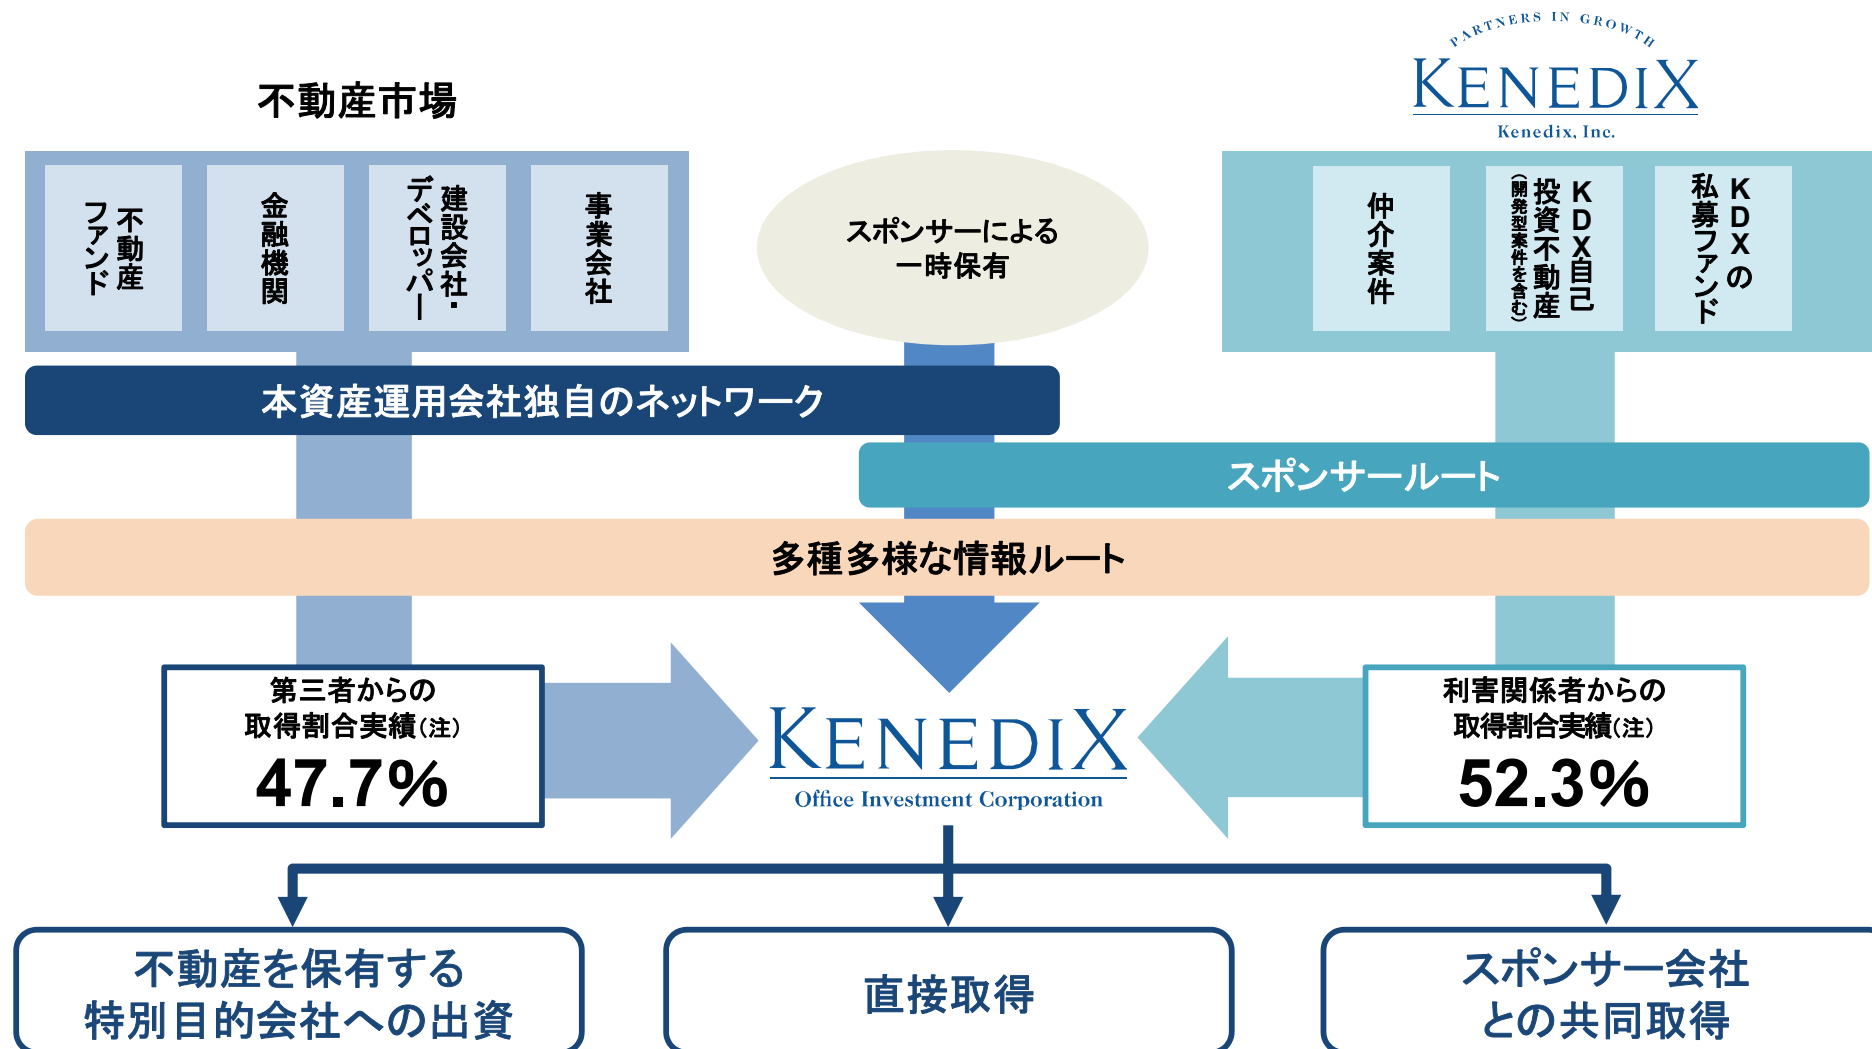 PARTNERS IN GROWTH
KENEDIX
Kenedix, Inc.
不動産市場
不動産
ファンド
金融機関
建設会社・
デベロッパー
事業会社
スポンサーによる
一時保有
仲介案件
KDX自己
投資不動産
(開発型案件を含む)
KDXの
私募ファンド
本資産運用会社独自のネットワーク
スポンサールート
多種多様な情報ルート
第三者からの
取得割合実績(注)
47.7%
KENEDIX
Office Investment Corporation
利害関係者からの
取得割合実績(注)
52.3%
不動産を保有する
特別目的会社への出資
直接取得
スポンサー会社
との共同取得